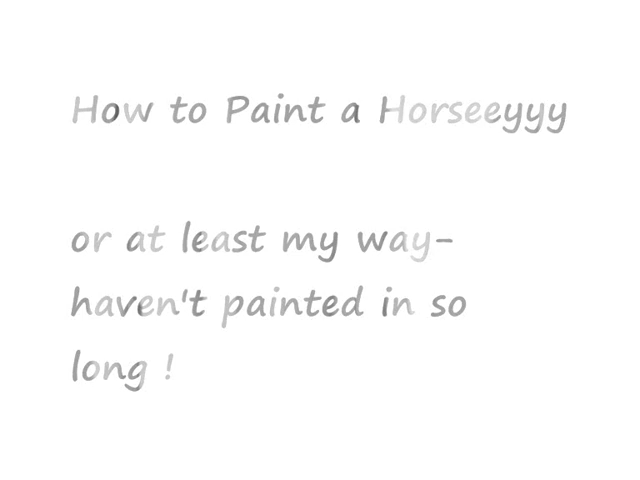 How to Paint a Horseeyyy
or at least my way-
haven't painted in so
long !